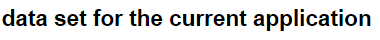 data set for the current application